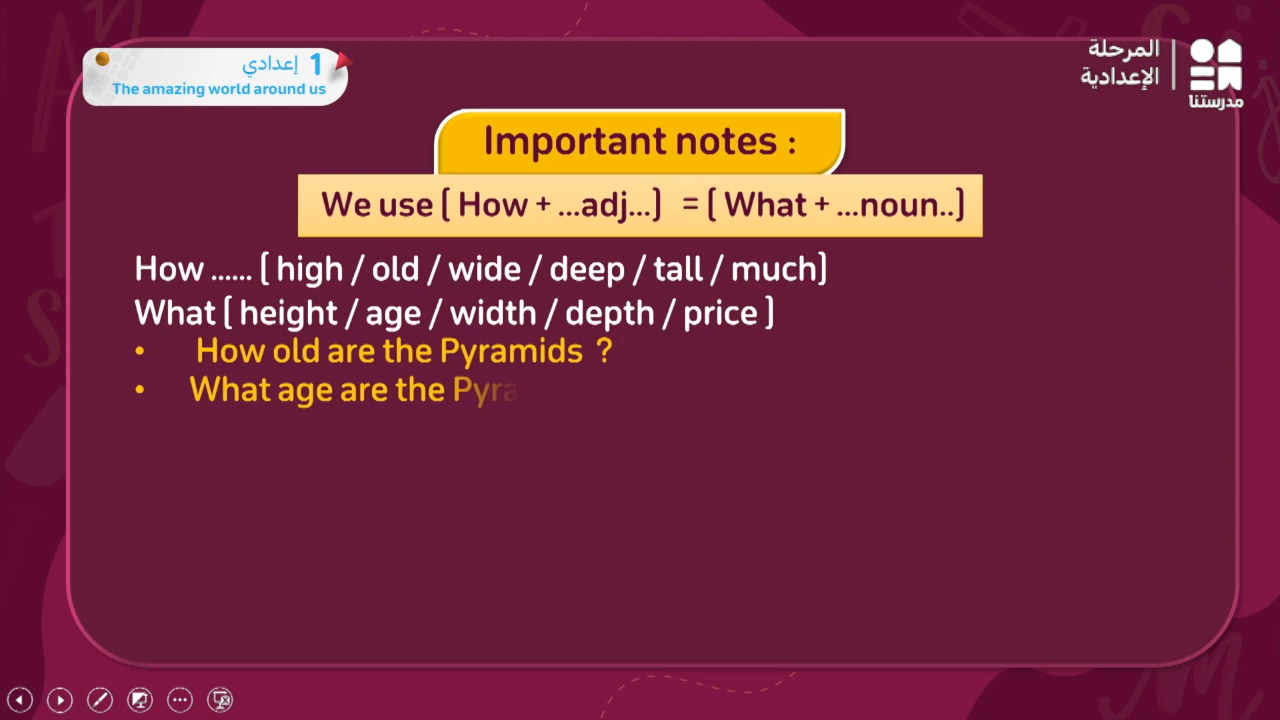 1 إعدادي
The amazing world around us
المرحلة
الإعدادية
مدرستنا
Important notes :
We use ( How + ...adj...) = ( What + ...noun..)
How ...... ( high / old / wide / deep / tall / much)
What ( height / age / width / depth / price )
• How old are the Pyramids ?
• What age are the Pyra